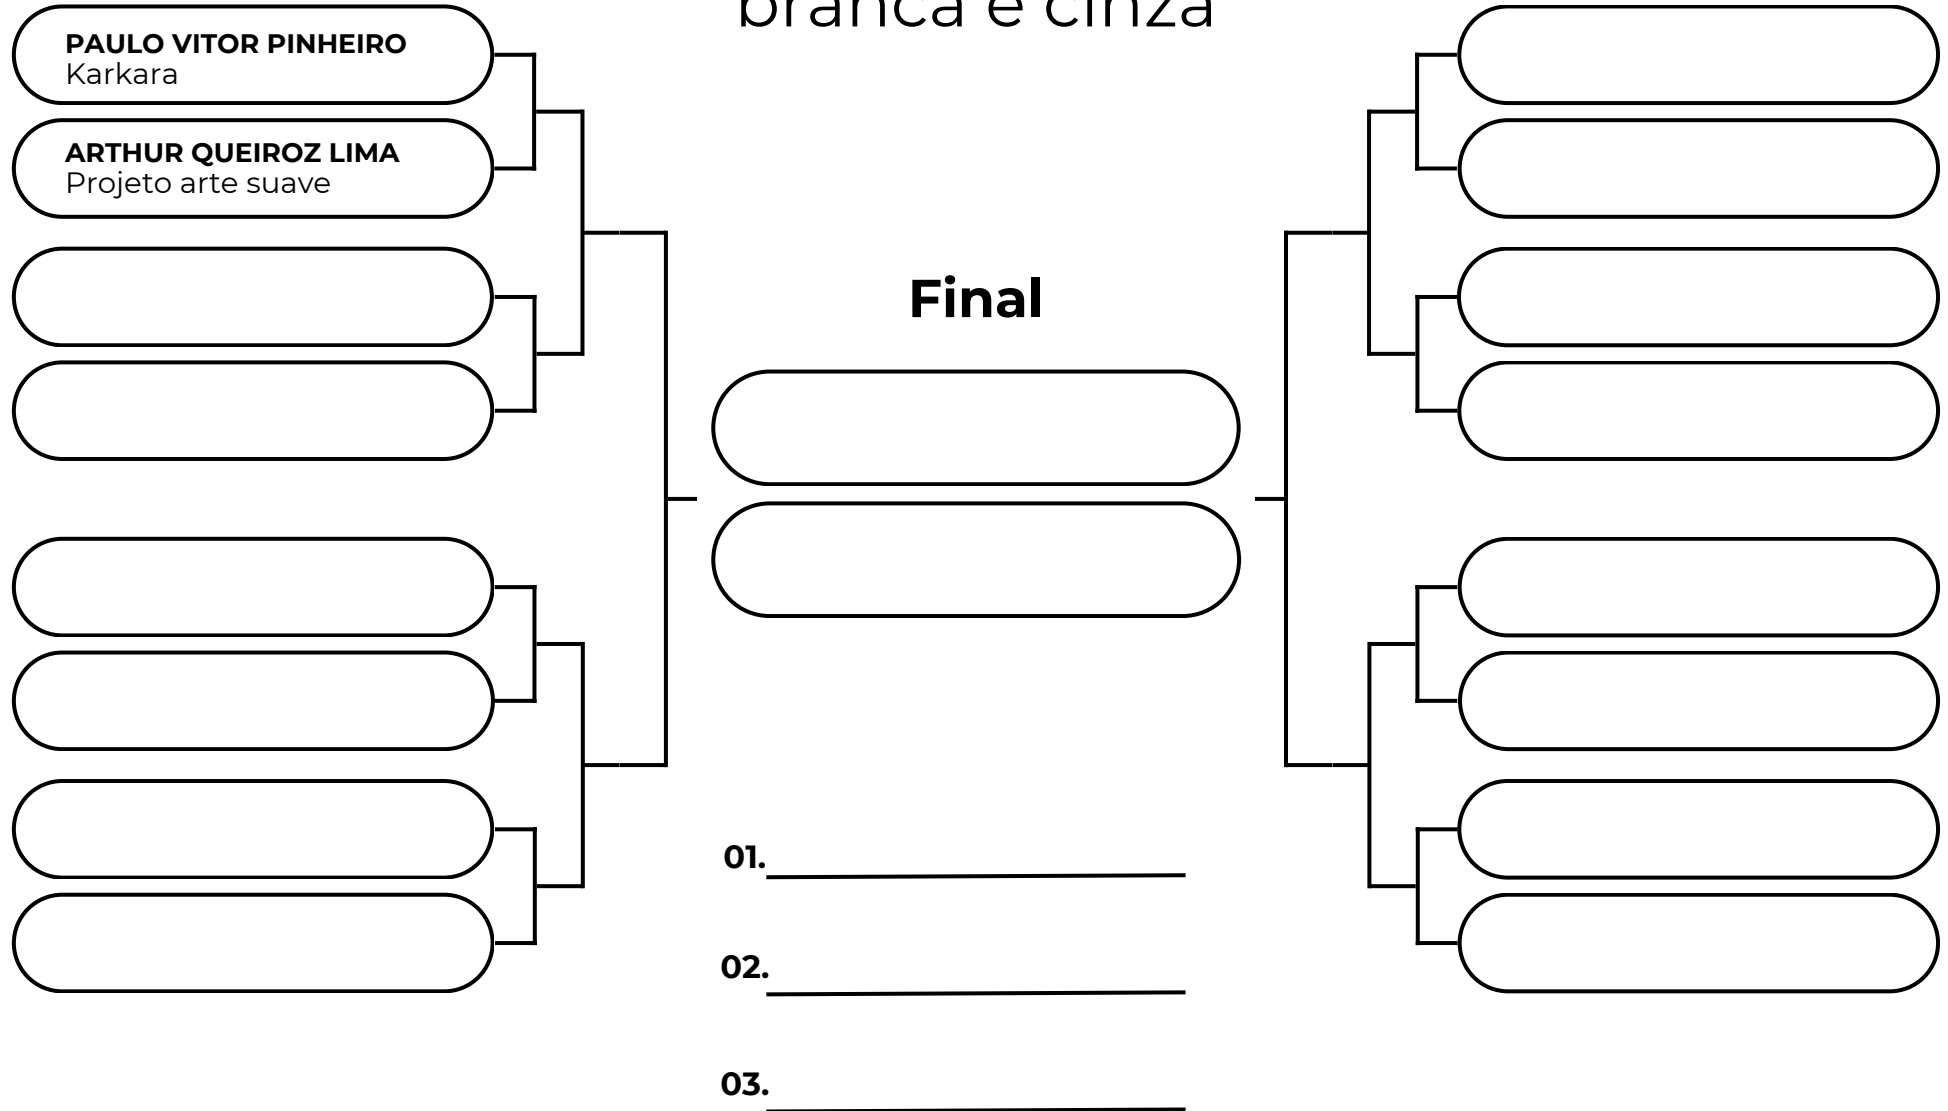 branca e cinza
PAULO VITOR PINHEIRO
Karkara
ARTHUR QUEIROZ LIMA
Projeto arte suave
Final
01.
02.
03.